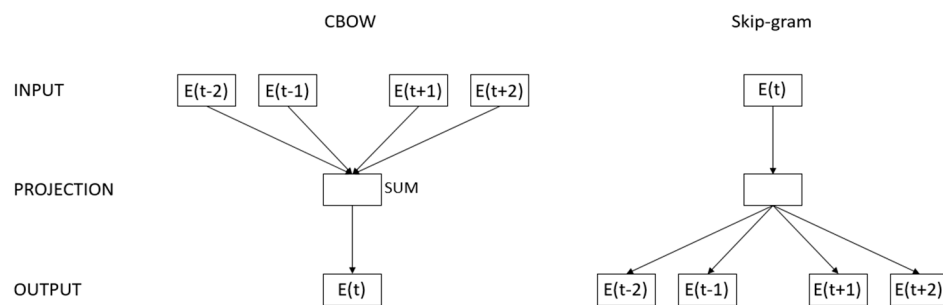 CBOW Skip-gram
INPUT E(t-2) E(t-1) E(t+1) E(t+2) E(t)
PROJECTION SUM
OUTPUT E(t) E(t-2) E(t-1) E(t+1) E(t+2)